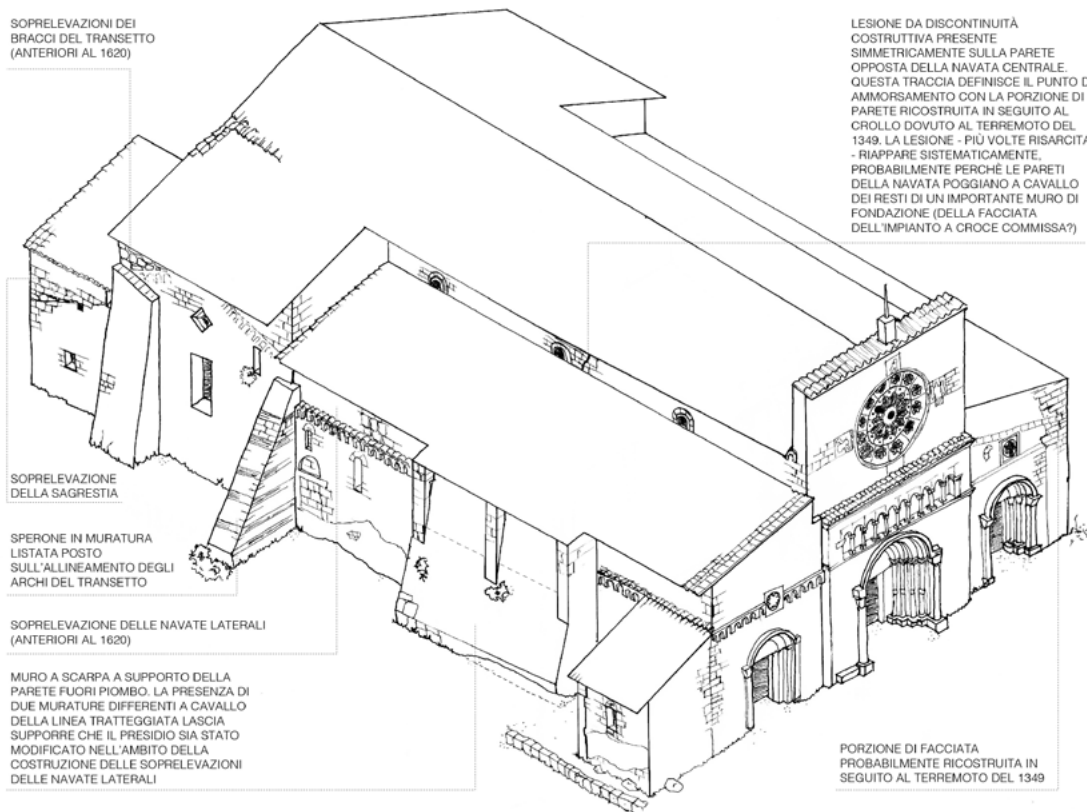 SOPRELEVAZIONI DEI
BRACCI DEL TRANSETTO
(ANTERIORI AL 1620)
LESIONE DA DISCONTINUITÀ
COSTRUTTIVA PRESENTE
SIMMETRICAMENTE SULLA PARETE
OPPOSTA DELLA NAVATA CENTRALE.
QUESTA TRACCIA DEFINISCE IL PUNTO D
AMMORSAMENTO CON LA PORZIONE DI
PARETE RICOSTRUITA IN SEGUITO AL
CROLLO DOVUTO AL TERREMOTO DEL
1349. LA LESIONE - PIÙ VOLTE RISARCITA
- RIAPPARE SISTEMATICAMENTE,
PROBABILMENTE PERCHÈ LE PARETI
DELLA NAVATA POGGIANO A CAVALLO
DEI RESTI DI UN IMPORTANTE MURO DI
FONDAZIONE (DELLA FACCIATA
DELL'IMPIANTO A CROCE COMMISSA?)
SOPRELEVAZIONE
DELLA SAGRESTIA
SPERONE IN MURATURA
LISTATA POSTO
SULL'ALLINEAMENTO DEGLI
ARCHI DEL TRANSETTO
SOPRELEVAZIONE DELLE NAVATE LATERALI
(ANTERIORI AL 1620)
MURO A SCARPA A SUPPORTO DELLA
PARETE FUORI PIOMBO. LA PRESENZA DI
DUE MURATURE DIFFERENTI A CAVALLO
DELLA LINEA TRATTEGGIATA LASCIA
SUPPORRE CHE IL PRESIDIO SIA STATO
MODIFICATO NELL'AMBITO DELLA
COSTRUZIONE DELLE SOPRELEVAZIONI
DELLE NAVATE LATERALI
PORZIONE DI FACCIATA
PROBABILMENTE RICOSTRUITA IN
SEGUITO AL TERREMOTO DEL 1349